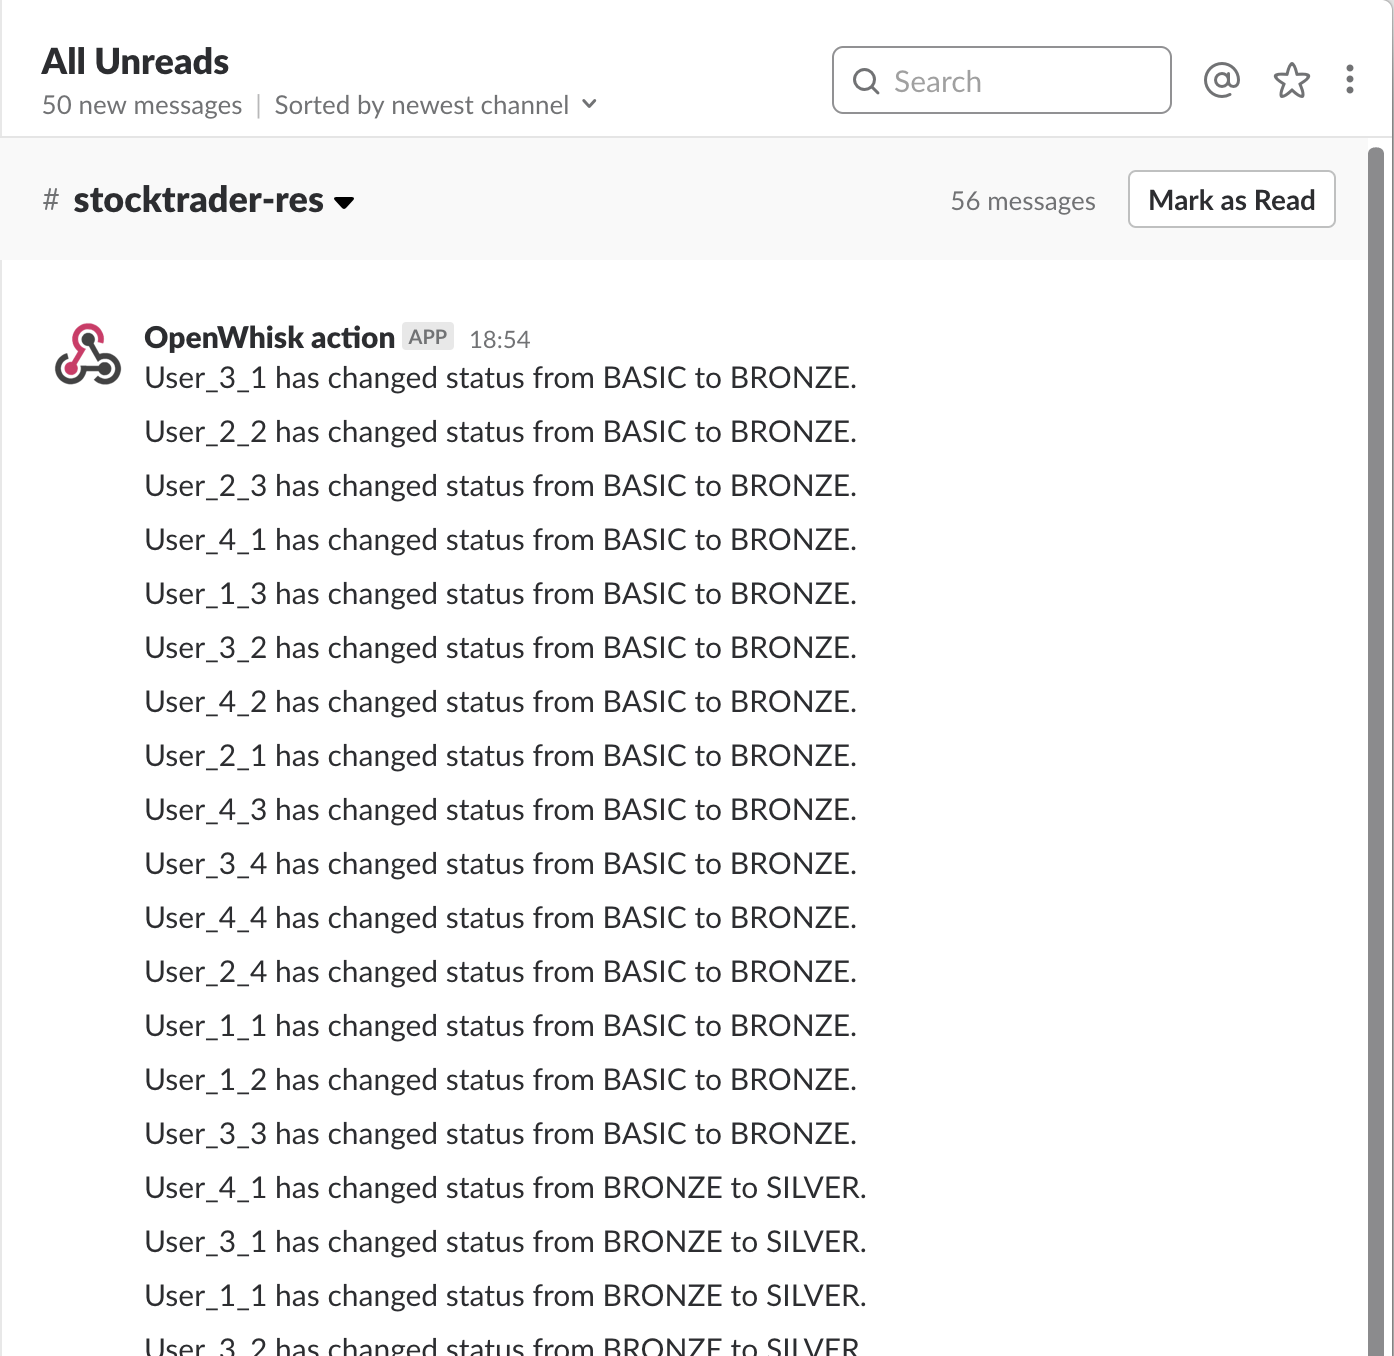 All Unreads
50 new messages | Sorted by newest channel
Search
# stocktrader-res
56 messages
Mark as Read
OpenWhisk action APP 18:54
User_3_1 has changed status from BASIC to BRONZE.
User_2_2 has changed status from BASIC to BRONZE.
User_2_3 has changed status from BASIC to BRONZE.
User_4_1 has changed status from BASIC to BRONZE.
User_1_3 has changed status from BASIC to BRONZE.
User_3_2 has changed status from BASIC to BRONZE.
User_4_2 has changed status from BASIC to BRONZE.
User_2_1 has changed status from BASIC to BRONZE.
User_4_3 has changed status from BASIC to BRONZE.
User_3_4 has changed status from BASIC to BRONZE.
User_4_4 has changed status from BASIC to BRONZE.
User_2_4 has changed status from BASIC to BRONZE.
User_1_1 has changed status from BASIC to BRONZE.
User_1_2 has changed status from BASIC to BRONZE.
User_3_3 has changed status from BASIC to BRONZE.
User_4_1 has changed status from BRONZE to SILVER.
User_3_1 has changed status from BRONZE to SILVER.
User_1_1 has changed status from BRONZE to SILVER.
User_3_2 has changed status from BRONZE to SILVER